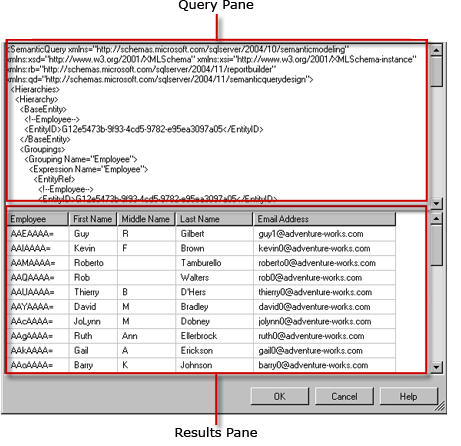 Query Pane
<SemanticQuery xmlns="http://schemas.microsoft.com/sqlserver/2004/10/semanticmodeling"
xmlns:xsd="http://www.w3.org/2001/XMLSchema" xmlns:xsi="http://www.w3.org/2001/XMLSchema-instance"
xmlns:rb="http://schemas.microsoft.com/sqlserver/2004/11/reportbuilder"
xmlns:qd="http://schemas.microsoft.com/sqlserver/2004/11/semanticquerydesign">
<Hierarchies>
<Hierarchy>
<BaseEntity>
<!--Employee-->
<EntityID>G12e5473b-9f93-4cd5-9782-e95ea3097a05</EntityID>
</BaseEntity>
<Groupings>
<Grouping Name="Employee">
<Expression Name="Employee">
<EntityRef>
<!--Employee-->
<EntityID>G12e5473b-9f93-4cd5-9782-e95ea3097a05</EntityID>
Employee First Name Middle Name Last Name Email Address
AAEAAAA= Guy R Gilbert guy1@adventure-works.com
AAIAAAA= Kevin F Brown kevin0@adventure-works.com
AAMAAAA= Roberto Tamburello roberto0@adventure-works.com
AAQAAAA= Rob Walters rob0@adventure-works.com
AAUAAAA= Thierry B D'Hers thierry0@adventure-works.com
AAYAAAA= David M Bradley david0@adventure-works.com
AAcAAAA= JoLynn M Dobney jolynn0@adventure-works.com
AAgAAAA= Ruth Ann Ellerbrock ruth0@adventure-works.com
AAkAAAA= Gail A Erickson gail0@adventure-works.com
AAoAAAA= Barry K Johnson barry0@adventure-works.com
OK Cancel Help
Results Pane